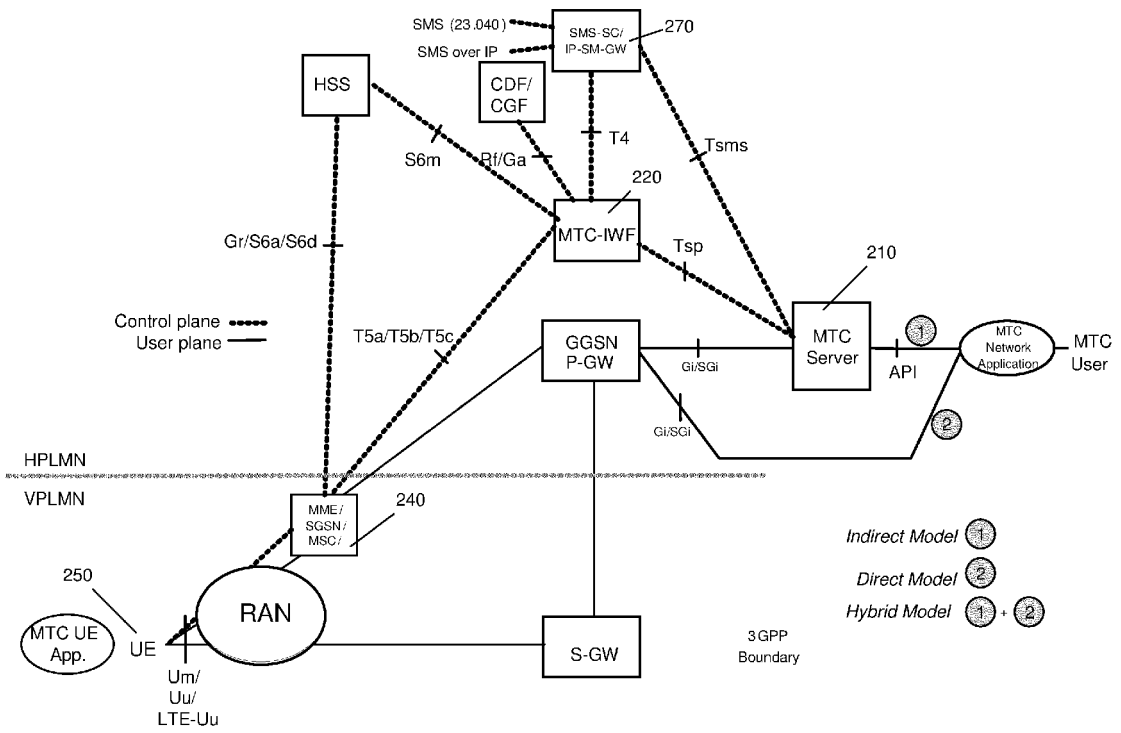 SMS (23.040)
SMS-SC/
IP-SM-GW
270
SMS over IP
HSS
CDF/
CGF
S6m
Rf/Ga
T4
Tsms
220
MTC-IWF
Gr/S6a/S6d
Tsp
210
Control plane
User plane
T5a/T5b/T5c
GGSN
P-GW
Gi/SGi
MTC
Server
1
API
MTC
Network
Application
MTC
User
Gi/SGi
2
HPLMN
VPLMN
MME/
SGSN/
MSC/
240
Indirect Model 1
Direct Model 2
Hybrid Model 1 + 2
250
RAN
MTC UE
App.
UE
S-GW
3GPP
Boundary
Um/
Uu/
LTE-Uu